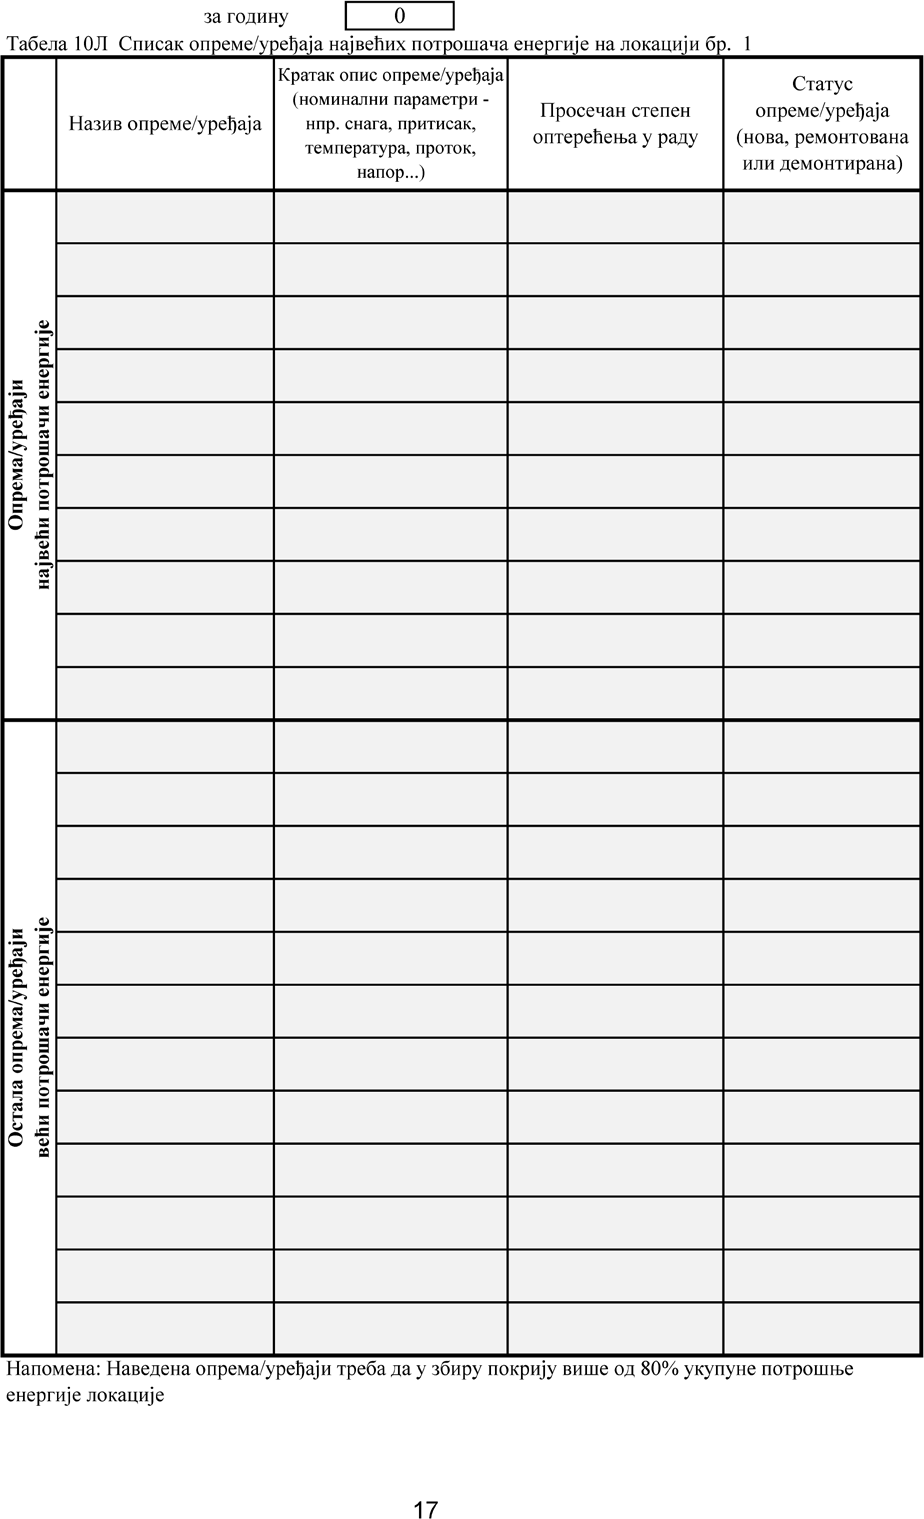 за годину 0
Табела 10Л Списак опреме/уређаја највећих потрошача енергије на локацији бр. 1
Назив опреме/уређаја
Кратак опис опреме/уређаја
(номинални параметри -
нпр. снага, притисак,
температура, проток,
напор...)
Просечан степен
оптерећења у раду
Статус
опреме/уређаја
(нова, ремонтована
или демонтирана)
Опрема/уређаји
највећи потрошачи енергије
Остала опрема/уређаји
већи потрошачи енергије
Напомена: Наведена опрема/уређаји треба да у збиру покрију више од 80% укупуне потрошње
енергије локације
17